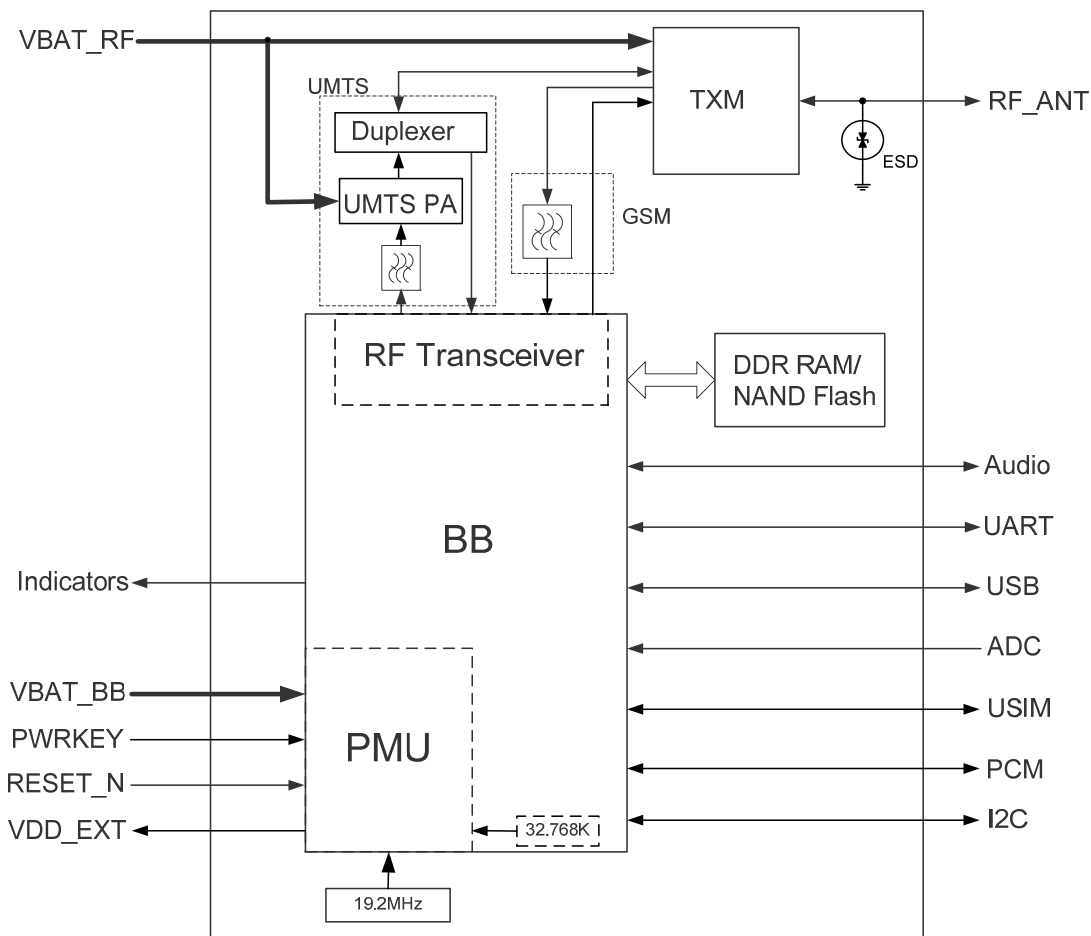 VBAT_RF
UMTS
TXM
RF_ANT
Duplexer
ESD
UMTS PA
GSM
RF Transceiver
DDR RAM/
NAND Flash
Audio
BB
UART
Indicators
USB
ADC
VBAT_BB
USIM
PWRKEY
PMU
PCM
RESET_N
I2C
VDD_EXT
32.768K
19.2MHz